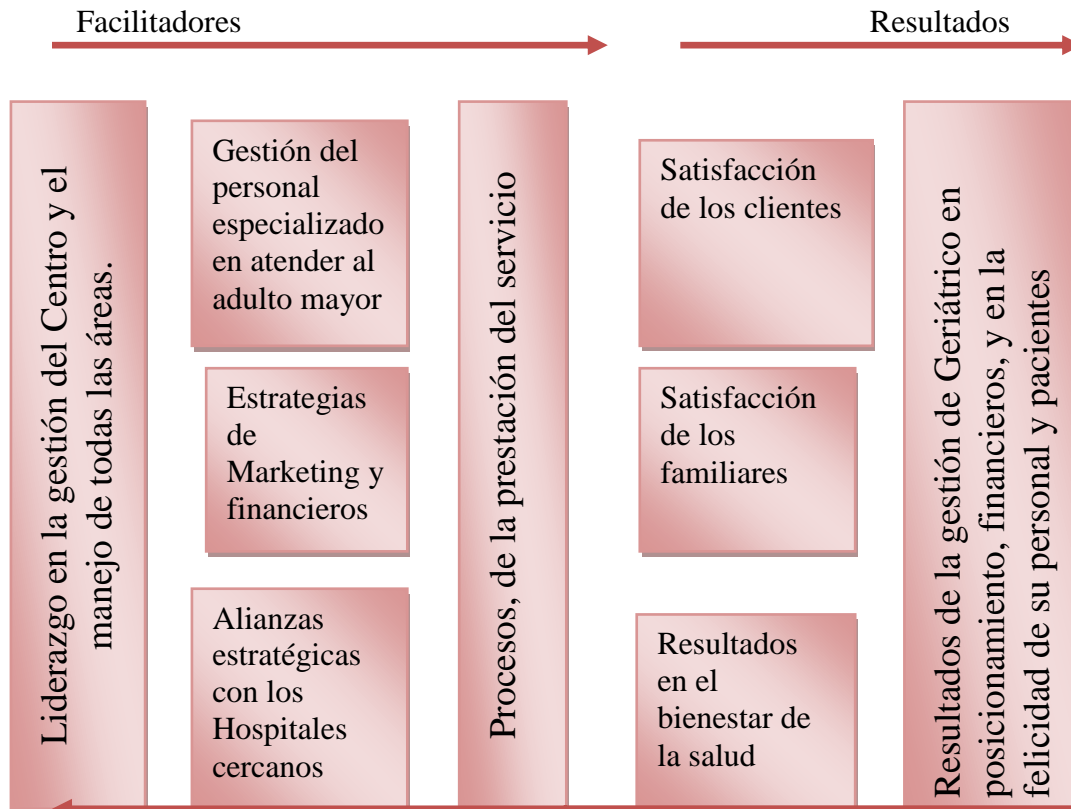 Facilitadores
Resultados
Liderazgo en la gestión del Centro y el
manejo de todas las áreas.
Gestión del
personal
especializado
en atender al
adulto mayor
Estrategias
de
Marketing y
financieros
Alianzas
estratégicas
con los
Hospitales
cercanos
Procesos, de la prestación del servicio
Satisfacción
de los clientes
Satisfacción
de los
familiares
Resultados
en el
bienestar de
la salud
Resultados de la gestión de Geriátrico en
posicionamiento, financieros, y en la
felicidad de su personal y pacientes